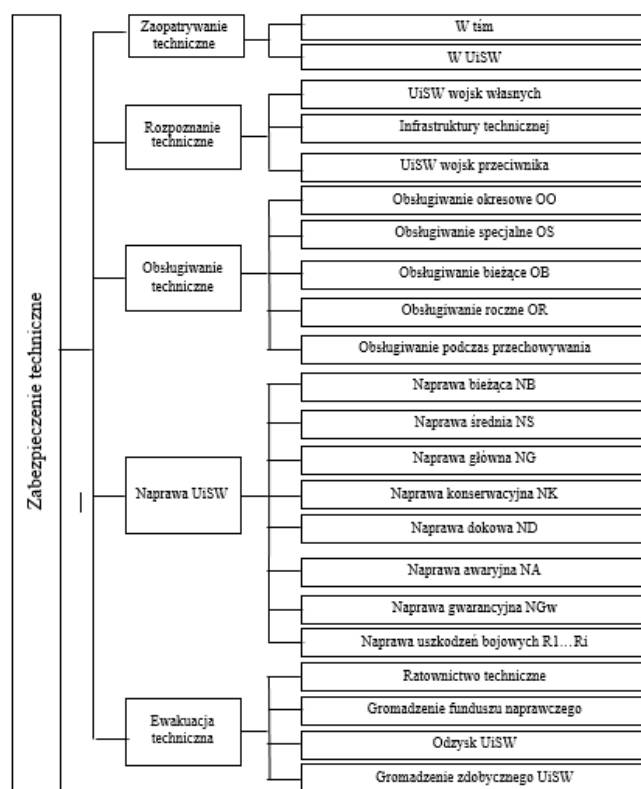 Zabezpieczenie techniczne
Zaopatrywanie
techniczne
W tśm
W UiSW
Rozpoznanie
techniczne
UiSW wojsk własnych
Infrastruktury technicznej
UiSW wojsk przeciwnika
Obsługiwanie
techniczne
Obsługiwanie okresowe OO
Obsługiwanie specjalne OS
Obsługiwanie bieżące OB
Obsługiwanie roczne OR
Obsługiwanie podczas przechowywania
Naprawa UiSW
Naprawa bieżąca NB
Naprawa średnia NS
Naprawa główna NG
Naprawa konserwacyjna NK
Naprawa dokowa ND
Naprawa awaryjna NA
Naprawa gwarancyjna NGw
Naprawa uszkodzeń bojowych R1…Ri
Ewakuacja
techniczna
Ratownictwo techniczne
Gromadzenie funduszu naprawczego
Odzysk UiSW
Gromadzenie zdobycznego UiSW